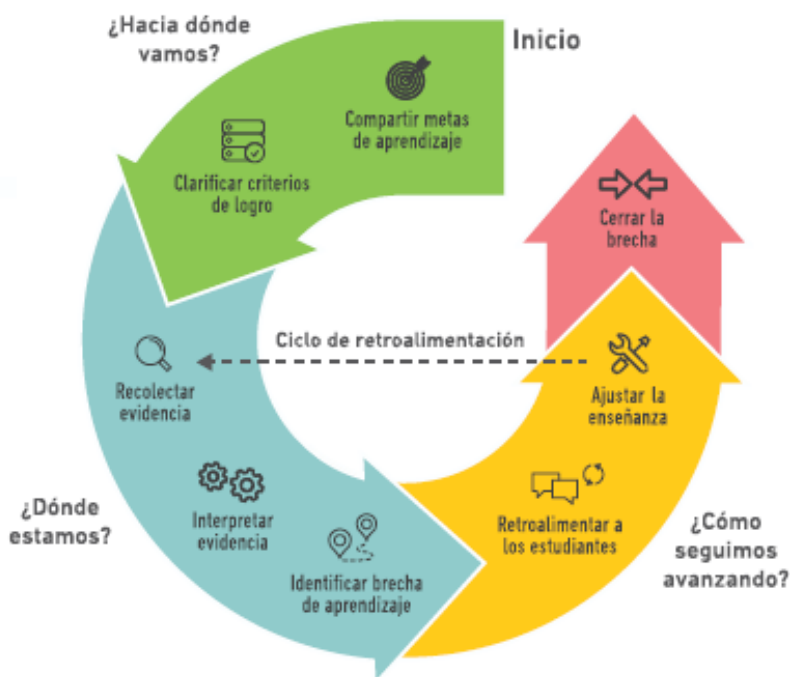 ¿Hacia dónde
vamos?
Inicio
Compartir metas
de aprendizaje
Clarificar criterios
de logro
Recolectar
evidencia
Interpretar
evidencia
Identificar brecha
de aprendizaje
¿Dónde
estamos?
Ciclo de retroalimentación
Retroalimentar a
los estudiantes
Ajustar la
enseñanza
¿Cómo
seguimos
avanzando?
Cerrar la
brecha